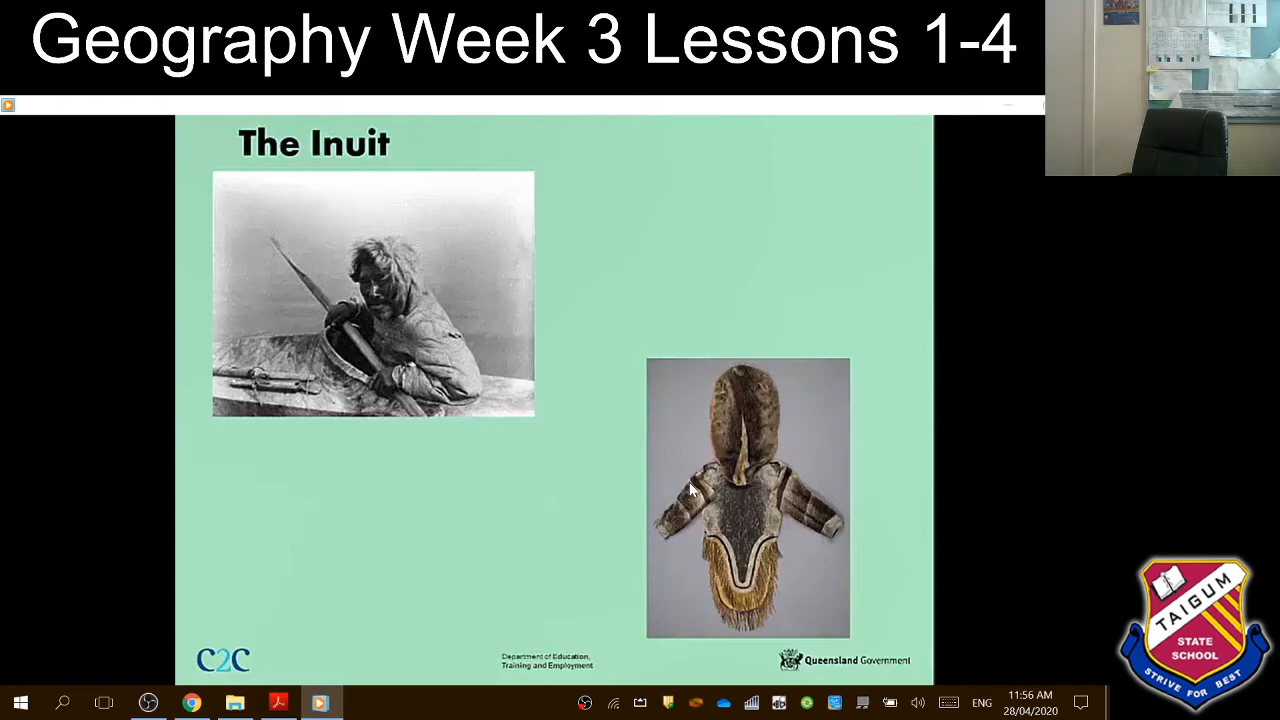 Geography Week 3 Lessons 1-4
The Inuit
C2C
Department of Education,
Training and Employment
Queensland Government
TAIGUM
STATE
SCHOOL
STRIVE FOR BEST
ENG
11:56 AM
28/04/2020